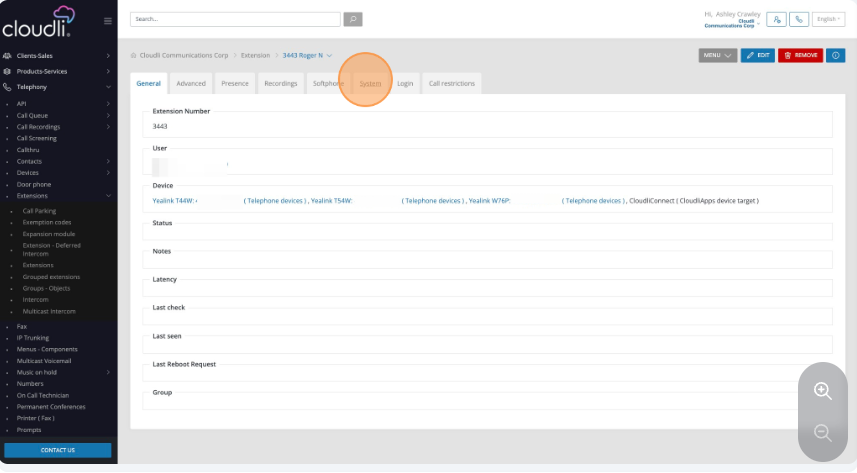 cloudli
Search...
Hi, Ashley Crawley
Cloudli
Communications Corp
English
Clients-Sales
Products-Services
Telephony
API
Call Queue
Call Recordings
Call Screening
Callthru
Contacts
Devices
Door phone
Extensions
Call Parking
Exemption codes
Expansion module
Extension - Deferred
Intercom
Extensions
Grouped extensions
Groups - Objects
Intercom
Multicast Intercom
Fax
IP Trunking
Menus - Components
Multicast Voicemail
Music on hold
Numbers
On Call Technician
Permanent Conferences
Printer ( Fax )
Prompts
CONTACT US
Cloudli Communications Corp > Extension > 3443 Roger N
MENU EDIT REMOVE
General Advanced Presence Recordings Softphone System Login Call restrictions
Extension Number
3443
User
Device
Yealink T44W: ( Telephone devices ) , Yealink T54W: ( Telephone devices ) , Yealink W76P: ( Telephone devices ) , CloudliConnect ( CloudliApps device target )
Status
Notes
Latency
Last check
Last seen
Last Reboot Request
Group